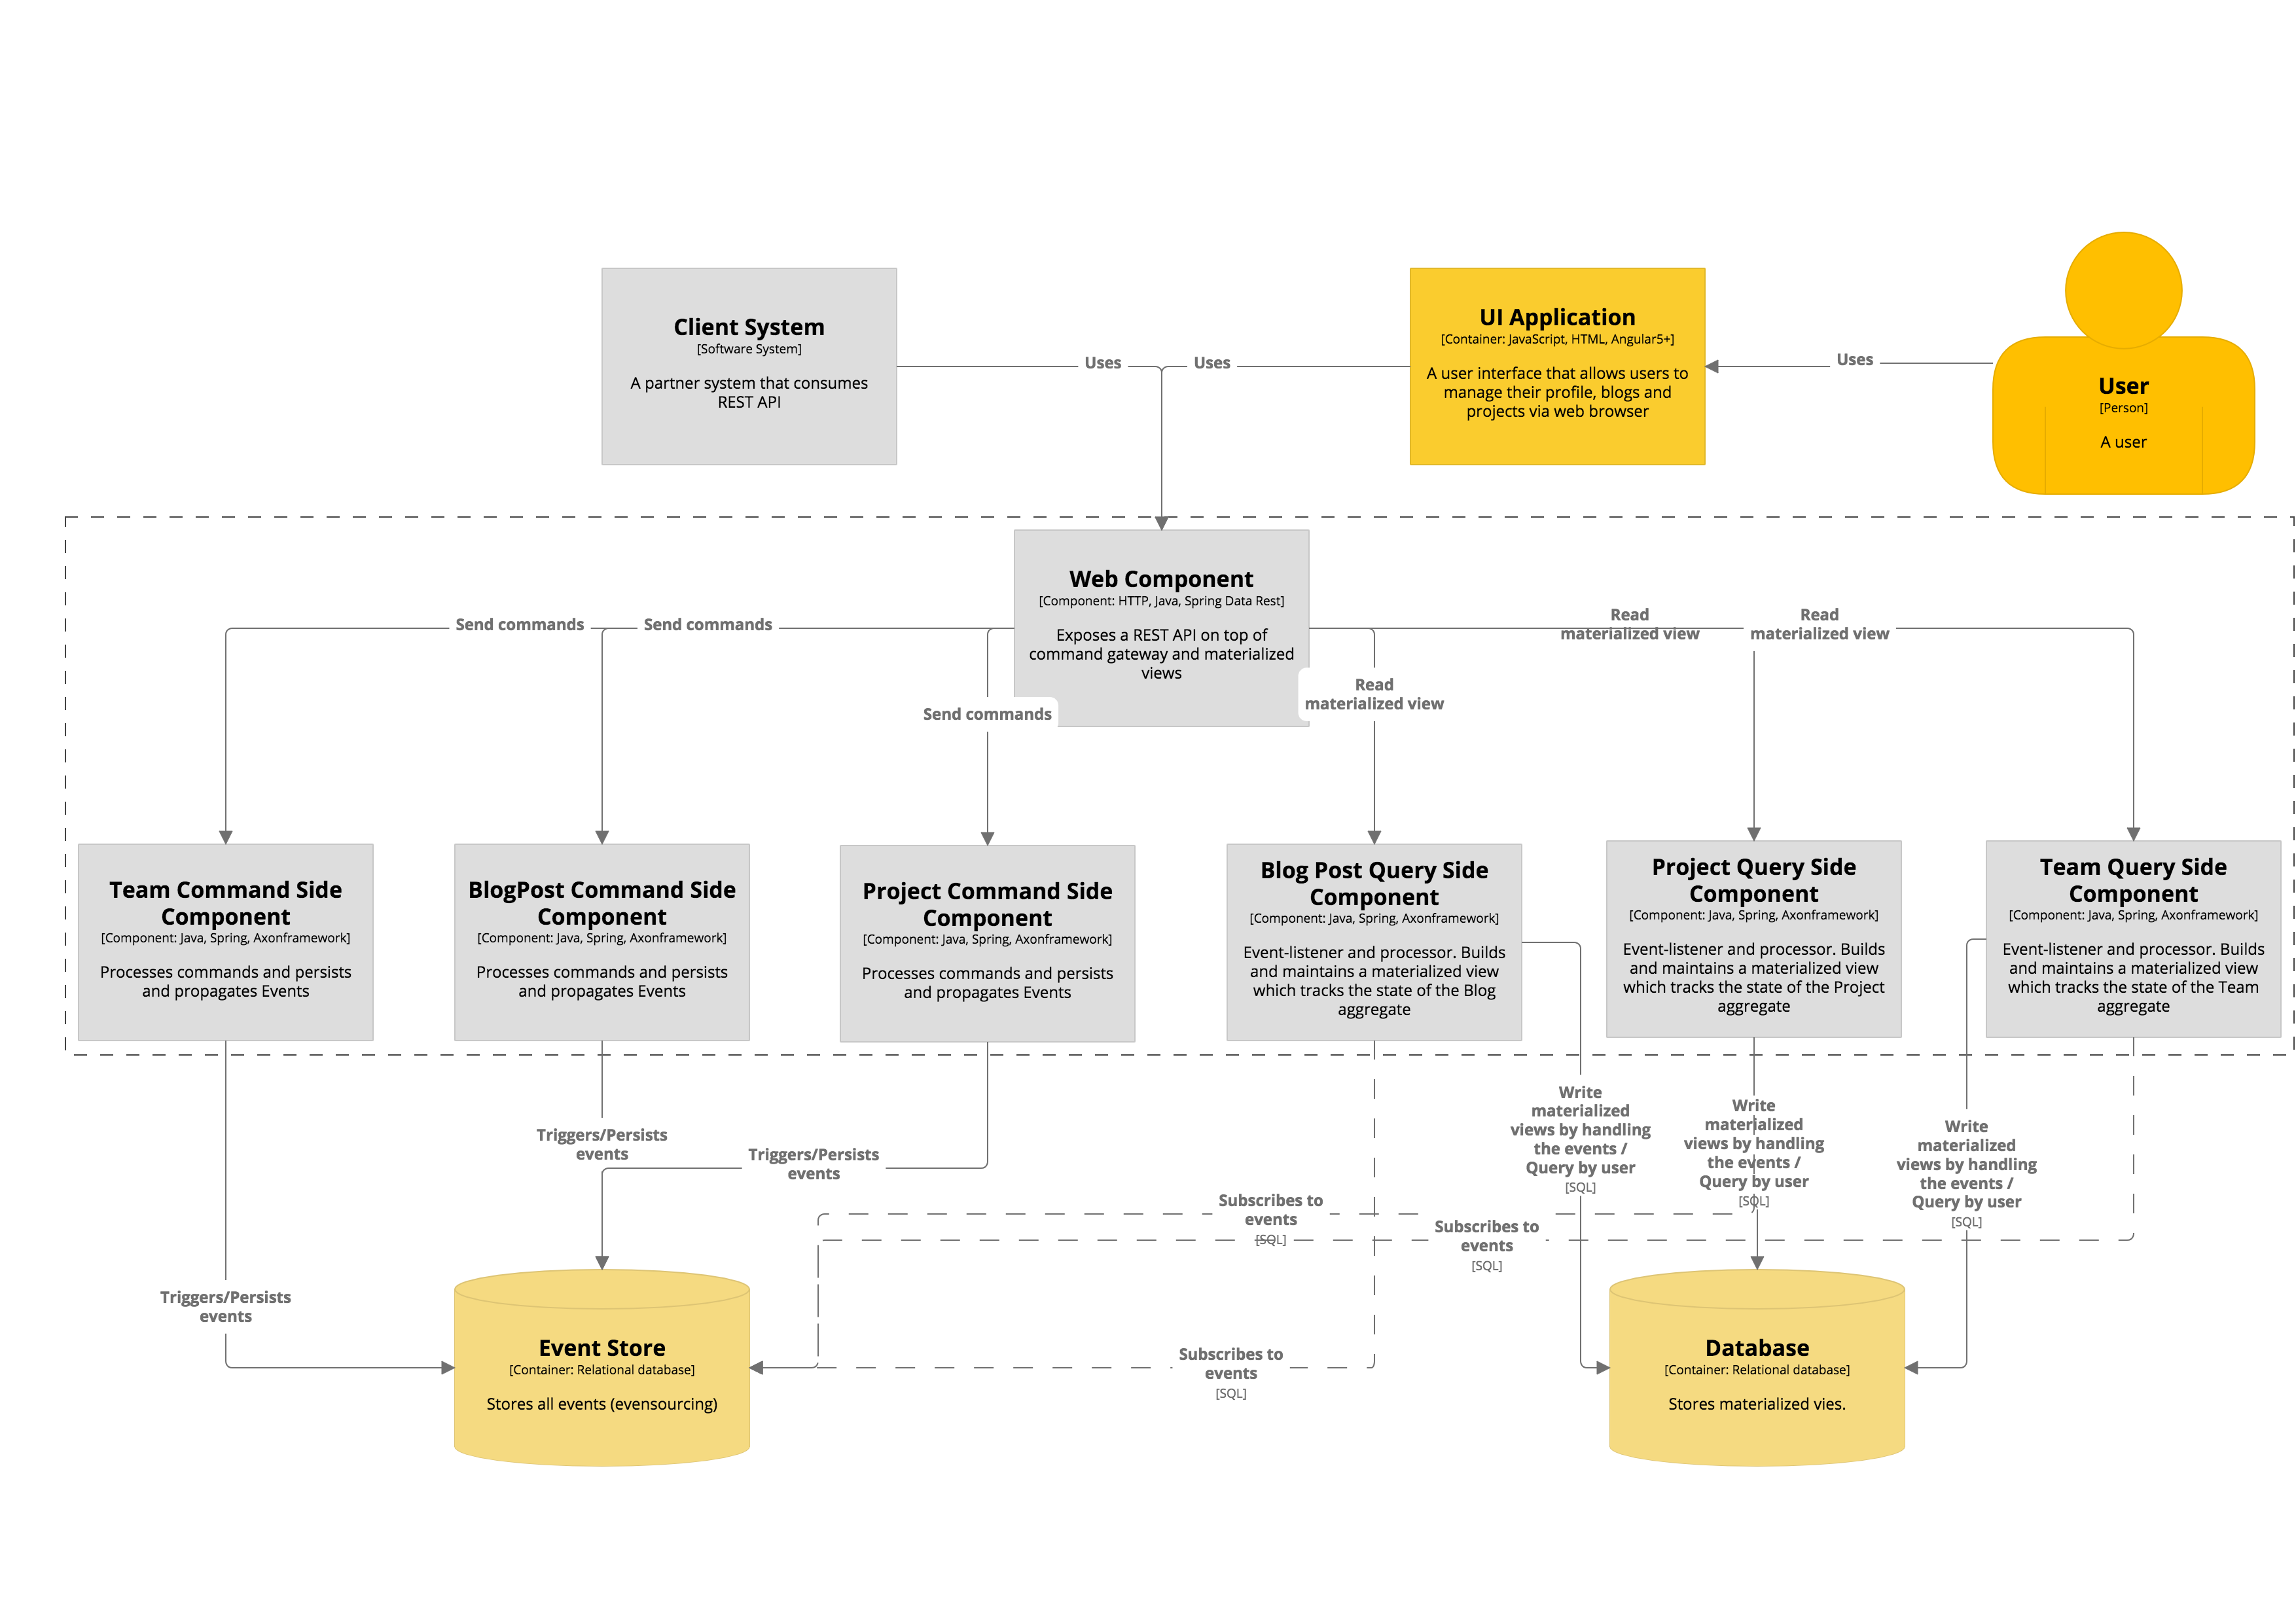 Client System
[Software System]
A partner system that consumes
REST API
Uses
Uses
UI Application
[Container: JavaScript, HTML, Angular5+]
A user interface that allows users to
manage their profile, blogs and
projects via web browser
Uses
User
[Person]
A user
Web Component
[Component: HTTP, Java, Spring Data Rest]
Exposes a REST API on top of
command gateway and materialized
views
Send commands
Send commands
Send commands
Read
materialized view
Read
materialized view
Read
materialized view
Team Command Side
Component
[Component: Java, Spring, Axonframework]
Processes commands and persists
and propagates Events
BlogPost Command Side
Component
[Component: Java, Spring, Axonframework]
Processes commands and persists
and propagates Events
Project Command Side
Component
[Component: Java, Spring, Axonframework]
Processes commands and persists
and propagates Events
Blog Post Query Side
Component
[Component: Java, Spring, Axonframework]
Event-listener and processor. Builds
and maintains a materialized view
which tracks the state of the Blog
aggregate
Project Query Side
Component
[Component: Java, Spring, Axonframework]
Event-listener and processor. Builds
and maintains a materialized view
which tracks the state of the Project
aggregate
Team Query Side
Component
[Component: Java, Spring, Axonframework]
Event-listener and processor. Builds
and maintains a materialized view
which tracks the state of the Team
aggregate
Triggers/Persists
events
Triggers/Persists
events
Triggers/Persists
events
Write
materialized
views by handling
the events /
Query by user
[SQL]
Write
materialized
views by handling
the events /
Query by user
[SQL]
Write
materialized
views by handling
the events /
Query by user
[SQL]
Subscribes to
events
[SQL]
Subscribes to
events
[SQL]
Subscribes to
events
[SQL]
Event Store
[Container: Relational database]
Stores all events (evensourcing)
Database
[Container: Relational database]
Stores materialized vies.